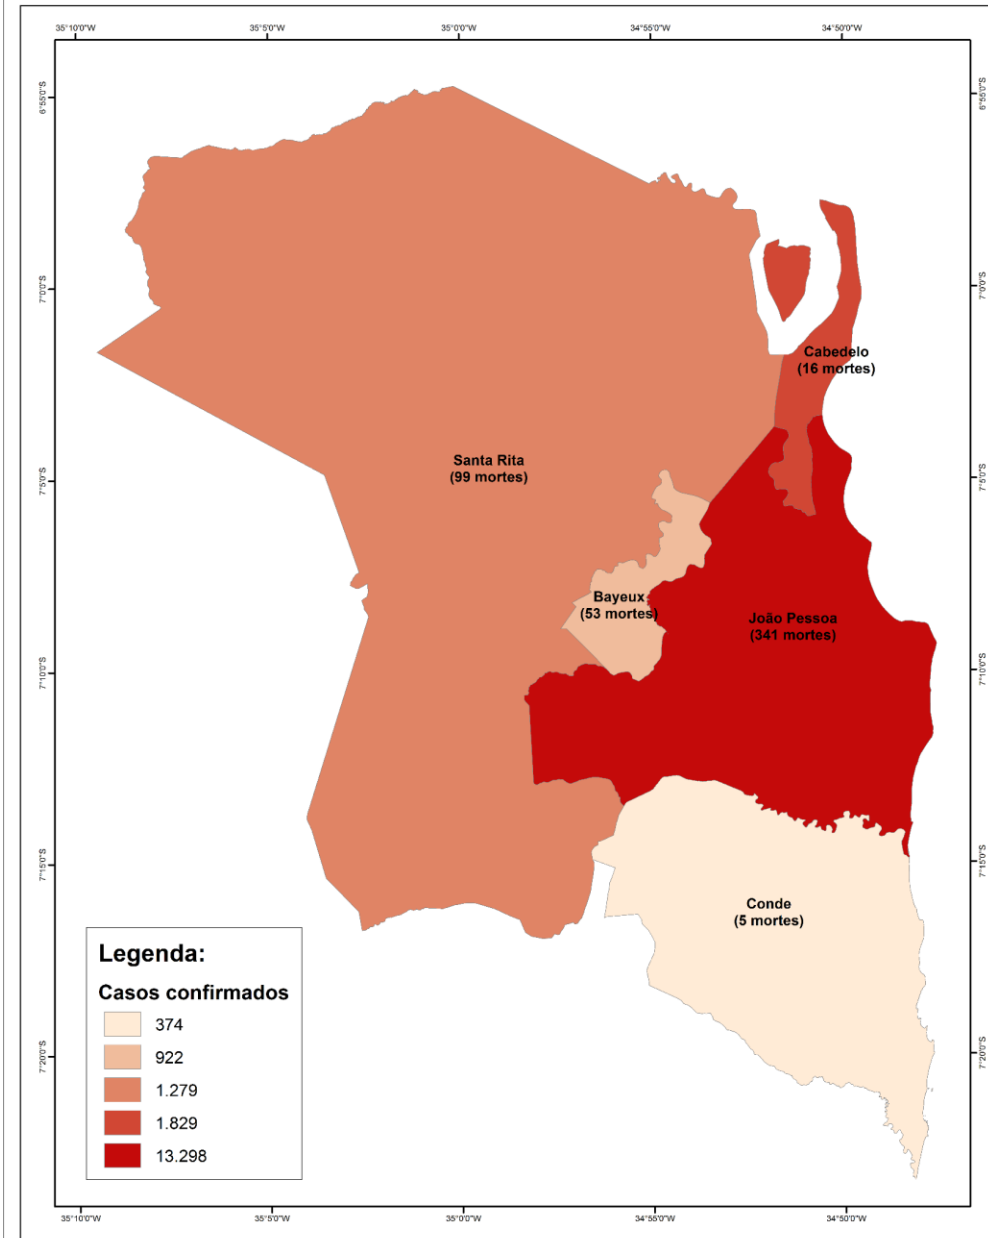 35°10'0"W 35°5'0"W 35°0'0"W 34°55'0"W 34°50'0"W
6°55'0"S 6°55'0"S
7°0'0"S 7°0'0"S
Cabedelo
(16 mortes)
Santa Rita
(99 mortes)
7°5'0"S 7°5'0"S
Bayeux
(53 mortes)
João Pessoa
(341 mortes)
7°10'0"S 7°10'0"S
7°15'0"S 7°15'0"S
Conde
(5 mortes)
Legenda:
Casos confirmados
374
922
1.279
1.829
13.298
7°20'0"S 7°20'0"S
35°10'0"W 35°5'0"W 35°0'0"W 34°55'0"W 34°50'0"W